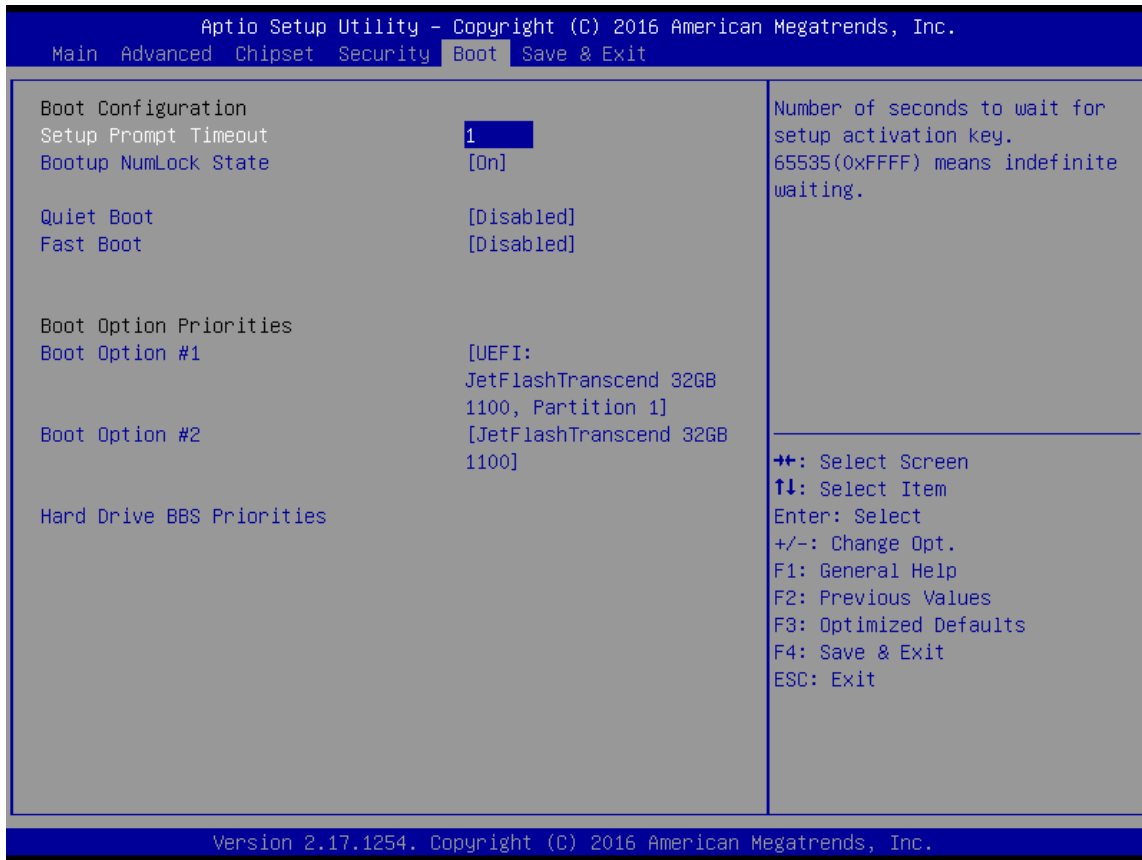 Aptio Setup Utility – Copyright (C) 2016 American Megatrends, Inc.
Main Advanced Chipset Security Boot Save & Exit
Boot Configuration
Setup Prompt Timeout 1
Bootup NumLock State [On]
Quiet Boot [Disabled]
Fast Boot [Disabled]
Boot Option Priorities
Boot Option #1 [UEFI:
JetFlashTranscend 32GB
1100, Partition 1]
Boot Option #2 [JetFlashTranscend 32GB
1100]
Hard Drive BBS Priorities
Number of seconds to wait for
setup activation key.
65535(0xFFFF) means indefinite
waiting.
→←: Select Screen
↑↓: Select Item
Enter: Select
+/-: Change Opt.
F1: General Help
F2: Previous Values
F3: Optimized Defaults
F4: Save & Exit
ESC: Exit
Version 2.17.1254. Copyright (C) 2016 American Megatrends, Inc.